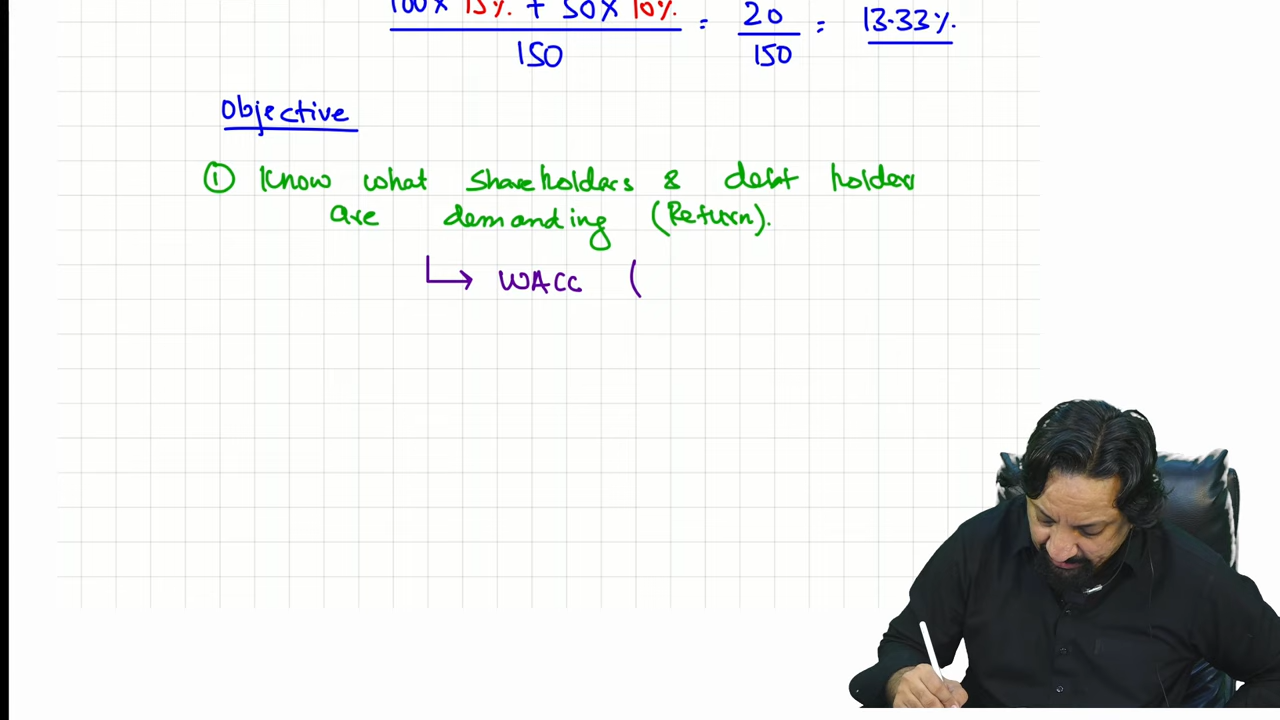 100 × 15% + 50 × 10%
150
= 20
150
= 13.33%
Objective
① Know what Shareholders & debt holders
are demanding (Return).
↳ WACC (